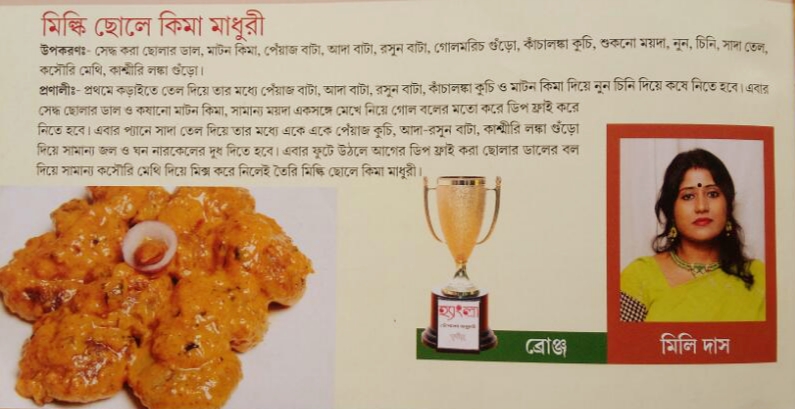 মিল্কি ছোলে কিমা মাধুরী
উপকরণঃ- সেদ্ধ করা ছোলার ডাল, মাটন কিমা, পেঁয়াজ বাটা, আদা বাটা, রসুন বাটা, গোলমরিচ গুঁড়ো, কাঁচালঙ্কা কুচি, শুকনো ময়দা, নুন, চিনি, সাদা তেল,
কসৌরি মেথি, কাশ্মীরি লঙ্কা গুঁড়ো।
প্রণালীঃ- প্রথমে কড়াইতে তেল দিয়ে তার মধ্যে পেঁয়াজ বাটা, আদা বাটা, রসুন বাটা, কাঁচালঙ্কা কুচি ও মাটন কিমা দিয়ে নুন চিনি দিয়ে কষে নিতে হবে। এবার
সেদ্ধ ছোলার ডাল ও কষানো মাটন কিমা, সামান্য ময়দা একসঙ্গে মেখে নিয়ে গোল বলের মতো করে ডিপ ফ্রাই করে
নিতে হবে। এবার প্যানে সাদা তেল দিয়ে তার মধ্যে একে একে পেঁয়াজ কুচি, আদা-রসুন বাটা, কাশ্মীরি লঙ্কা গুঁড়ো
দিয়ে সামান্য জল ও ঘন নারকেলের দুধ দিতে হবে। এবার ফুটে উঠলে আগের ডিপ ফ্রাই করা ছোলার ডালের বল
দিয়ে সামান্য কসৌরি মেথি দিয়ে মিক্স করে নিলেই তৈরি মিল্কি ছোলে কিমা মাধুরী।
হ্যাংলা
ব্রোঞ্জ
মিলি দাস